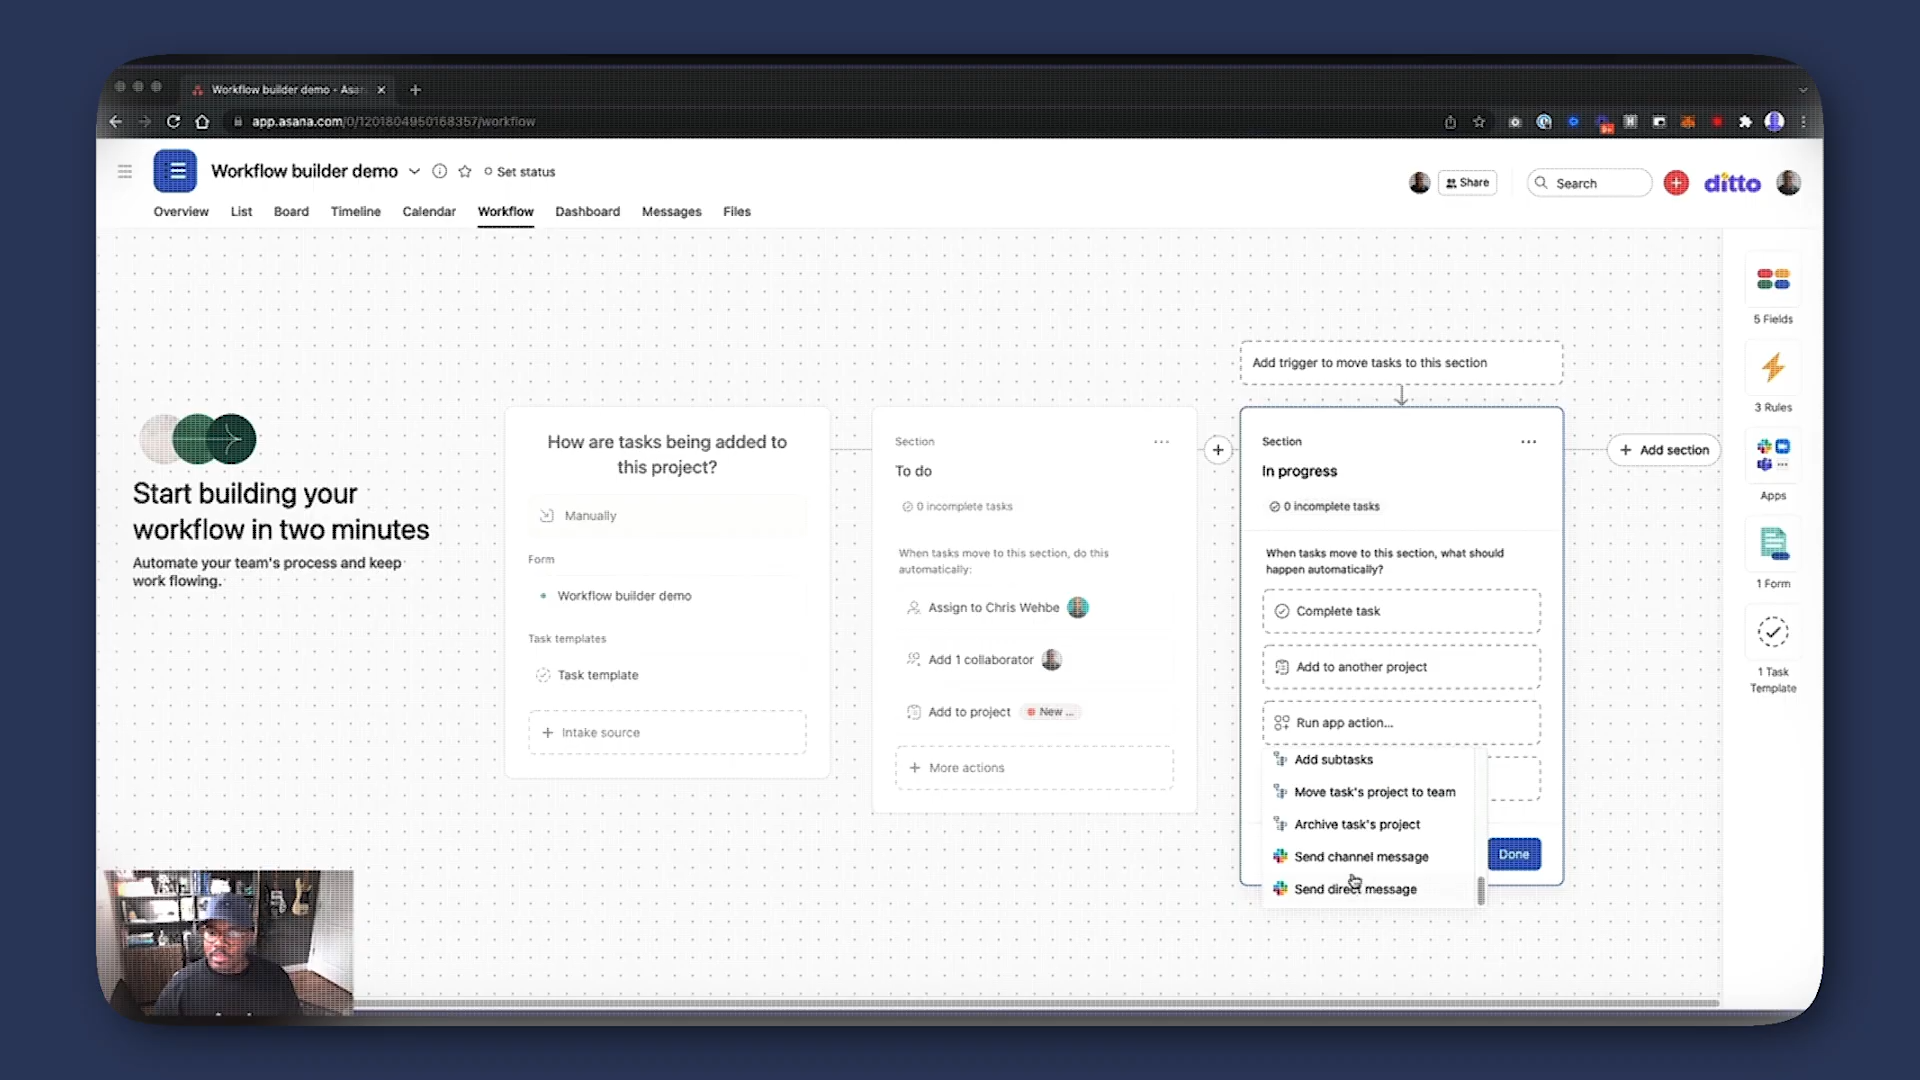 Workflow builder demo - Asan
app.asana.com/0/1201804950168357/workflow
Workflow builder demo
Set status
Share
Search
ditto
Overview
List
Board
Timeline
Calendar
Workflow
Dashboard
Messages
Files
Start building your
workflow in two minutes
Automate your team's process and keep
work flowing.
How are tasks being added to
this project?
Manually
Form
Workflow builder demo
Task templates
Task template
+ Intake source
Section
To do
0 incomplete tasks
When tasks move to this section, do this
automatically:
Assign to Chris Wehbe
Add 1 collaborator
Add to project
New ...
+ More actions
Add trigger to move tasks to this section
Section
In progress
0 incomplete tasks
When tasks move to this section, what should
happen automatically?
Complete task
Add to another project
Run app action...
Add subtasks
Move task's project to team
Archive task's project
Send channel message
Send direct message
Done
+ Add section
5 Fields
3 Rules
Apps
1 Form
1 Task
Template